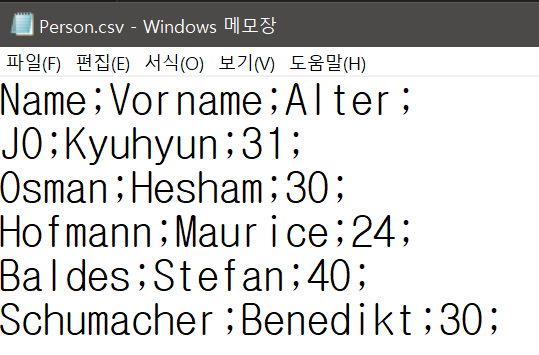 Person.csv - Windows 메모장
파일(F) 편집(E) 서식(O) 보기(V) 도움말(H)
Name;Vorname;Alter;
JO;Kyuhyun;31;
Osman;Hesham;30;
Hofmann;Maurice;24;
Baldes;Stefan;40;
Schumacher;Benedikt;30;